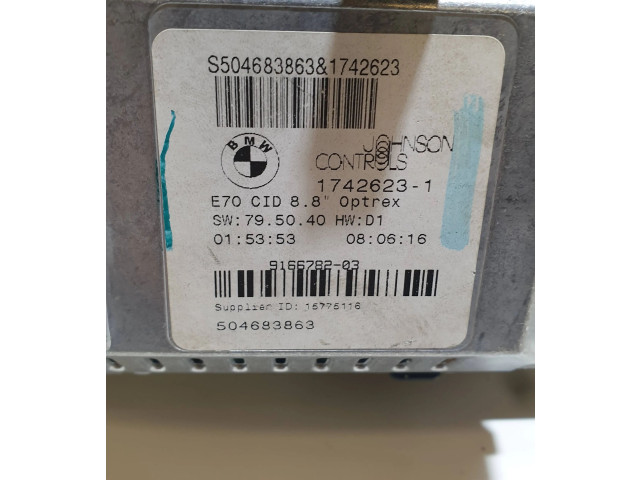 S504683863&1742623
BMW
JOHNSON
CONTROLS
1742623-1
E70 CID 8.8" Optrex
SW:79.50.40 HW:D1
01:53:53 08:06:16
9166782-03
Supplier ID: 15775116
504683863